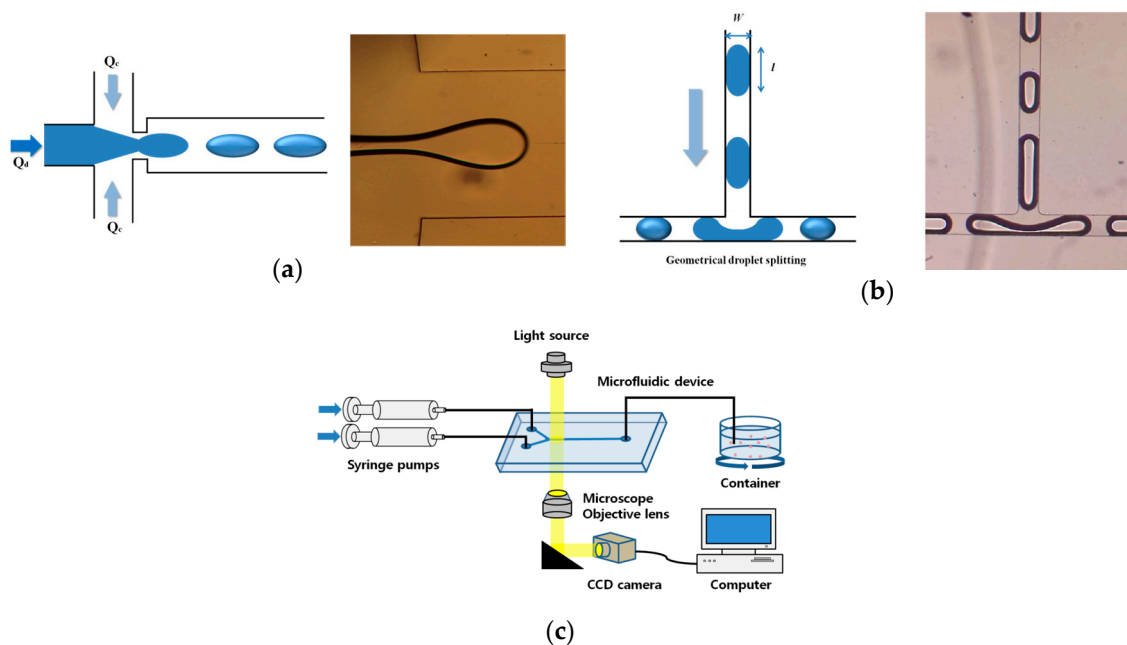 Qc
Qd
Qc
(a)
W
l
Geometrical droplet splitting
(b)
Light source
Microfluidic device
Syringe pumps
Container
Microscope
Objective lens
CCD camera
Computer
(c)